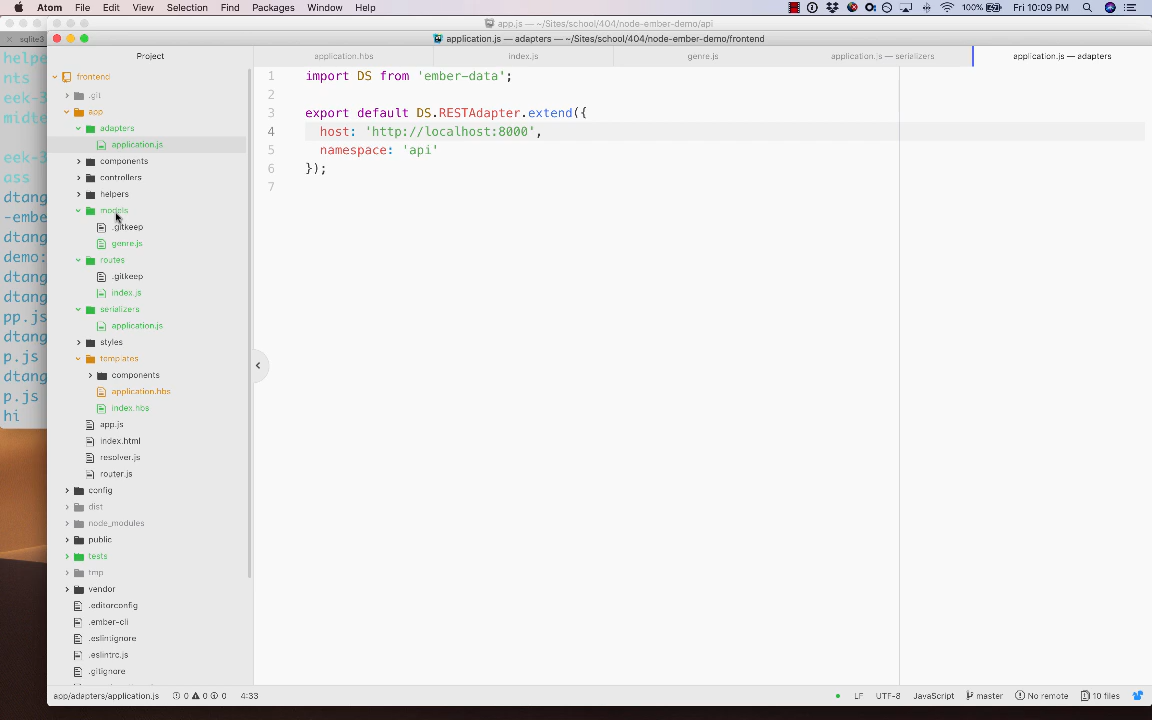 Atom File Edit View Selection Find Packages Window Help 100% Fri 10:09 PM
app.js — ~/Sites/school/404/node-ember-demo/api
sqlite3
application.js — adapters — ~/Sites/school/404/node-ember-demo/frontend
Project
application.hbs
index.js
genre.js
application.js — serializers
application.js — adapters
helpe
nts
eek-3
midte
eek-3
ass
dtang
-embe
dtang
demo:
dtang
dtang
pp.js
dtang
p.js
dtang
p.js
hi
frontend
.git
app
adapters
application.js
components
controllers
helpers
models
.gitkeep
genre.js
routes
.gitkeep
index.js
serializers
application.js
styles
templates
components
application.hbs
index.hbs
app.js
index.html
resolver.js
router.js
config
dist
node_modules
public
tests
tmp
vendor
.editorconfig
.ember-cli
.eslintignore
.eslintrc.js
.gitignore
1 import DS from 'ember-data';
2
3 export default DS.RESTAdapter.extend({
4 host: 'http://localhost:8000',
5 namespace: 'api'
6 });
7
app/adapters/application.js 0 0 0 4:33
LF UTF-8 JavaScript master No remote 10 files